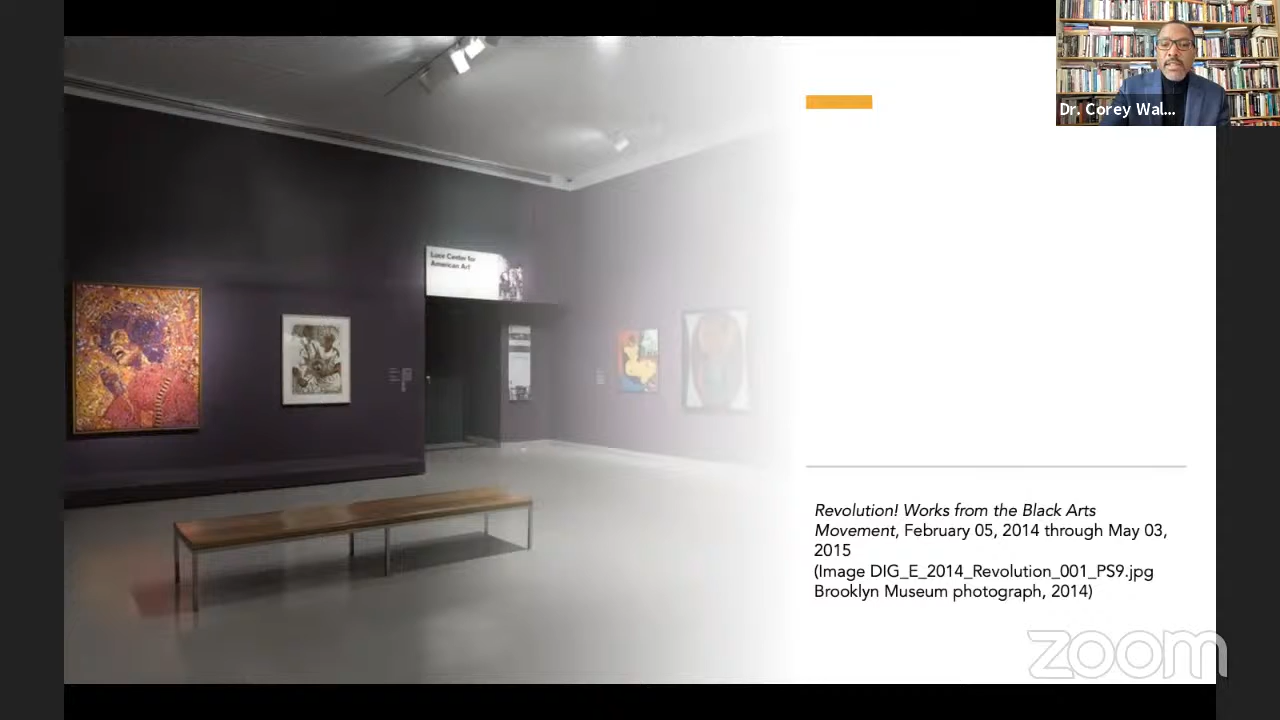 Dr. Corey Wal...
Luce Center for
American Art
Revolution! Works from the Black Arts
Movement, February 05, 2014 through May 03,
2015
(Image DIG_E_2014_Revolution_001_PS9.jpg
Brooklyn Museum photograph, 2014)
zoom